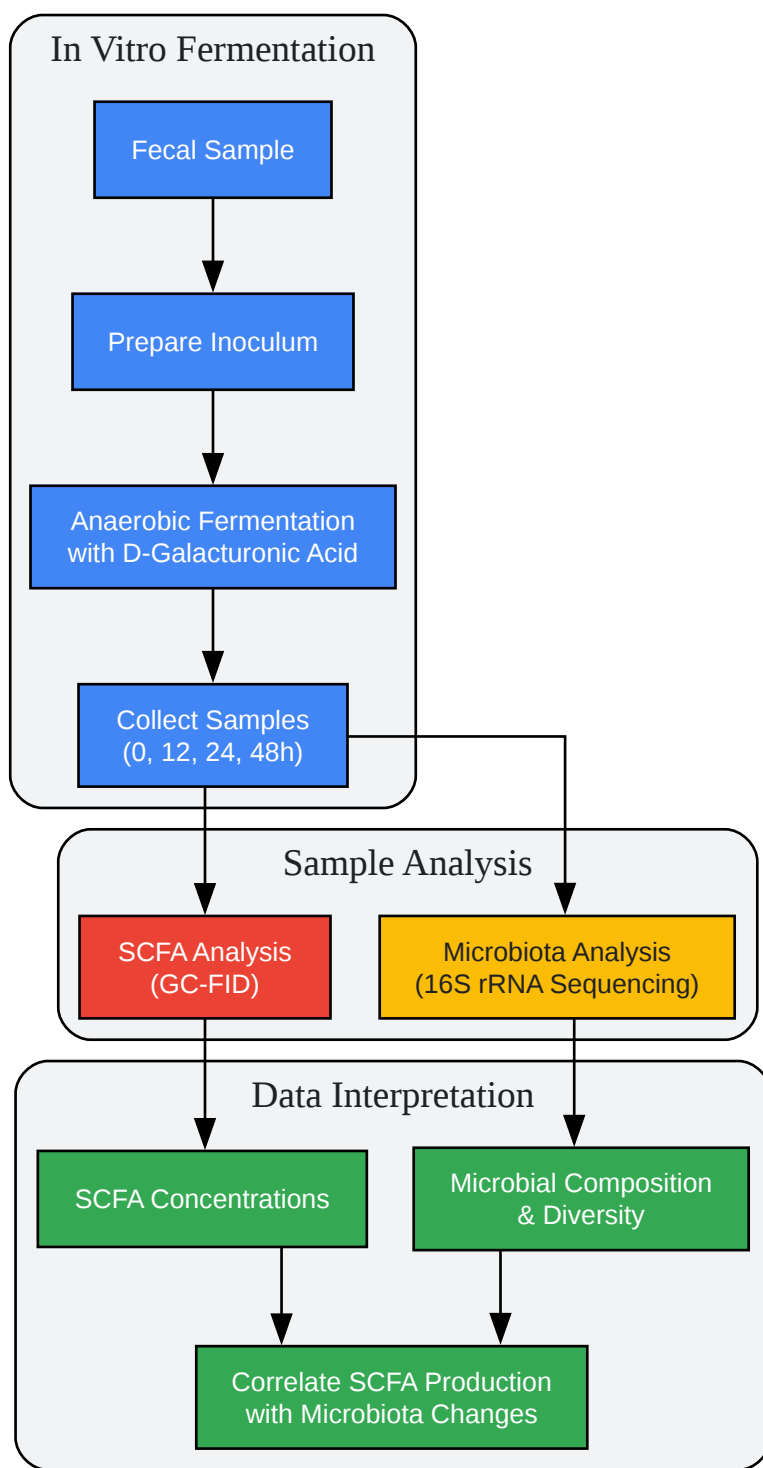 In Vitro Fermentation
Fecal Sample
Prepare Inoculum
Anaerobic Fermentation
with D-Galacturonic Acid
Collect Samples
(0, 12, 24, 48h)
Sample Analysis
SCFA Analysis
(GC-FID)
Microbiota Analysis
(16S rRNA Sequencing)
Data Interpretation
SCFA Concentrations
Microbial Composition
& Diversity
Correlate SCFA Production
with Microbiota Changes